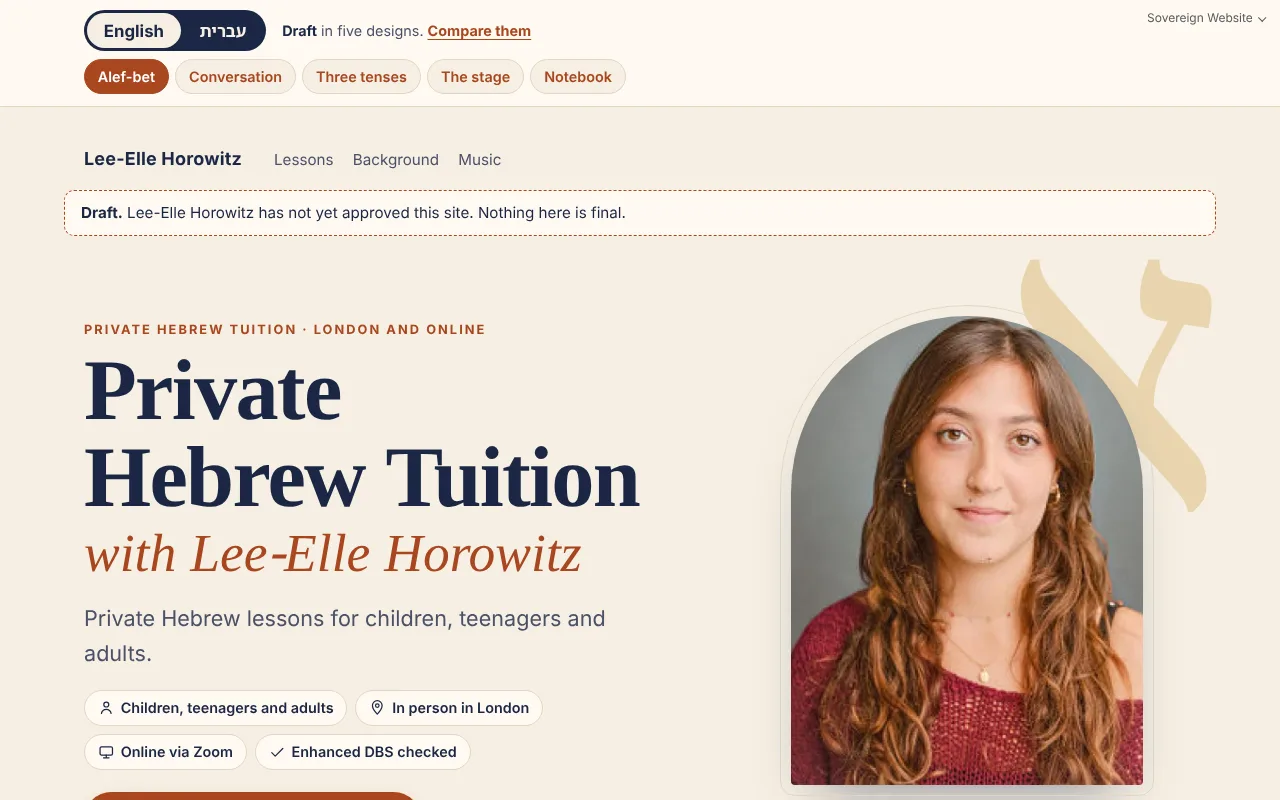 English עברית Draft in five designs. Compare them Sovereign Website
Alef-bet Conversation Three tenses The stage Notebook
Lee-Elle Horowitz Lessons Background Music
Draft. Lee-Elle Horowitz has not yet approved this site. Nothing here is final.
א
PRIVATE HEBREW TUITION · LONDON AND ONLINE
Private
Hebrew Tuition
with Lee-Elle Horowitz
Private Hebrew lessons for children, teenagers and
adults.
Children, teenagers and adults In person in London
Online via Zoom Enhanced DBS checked